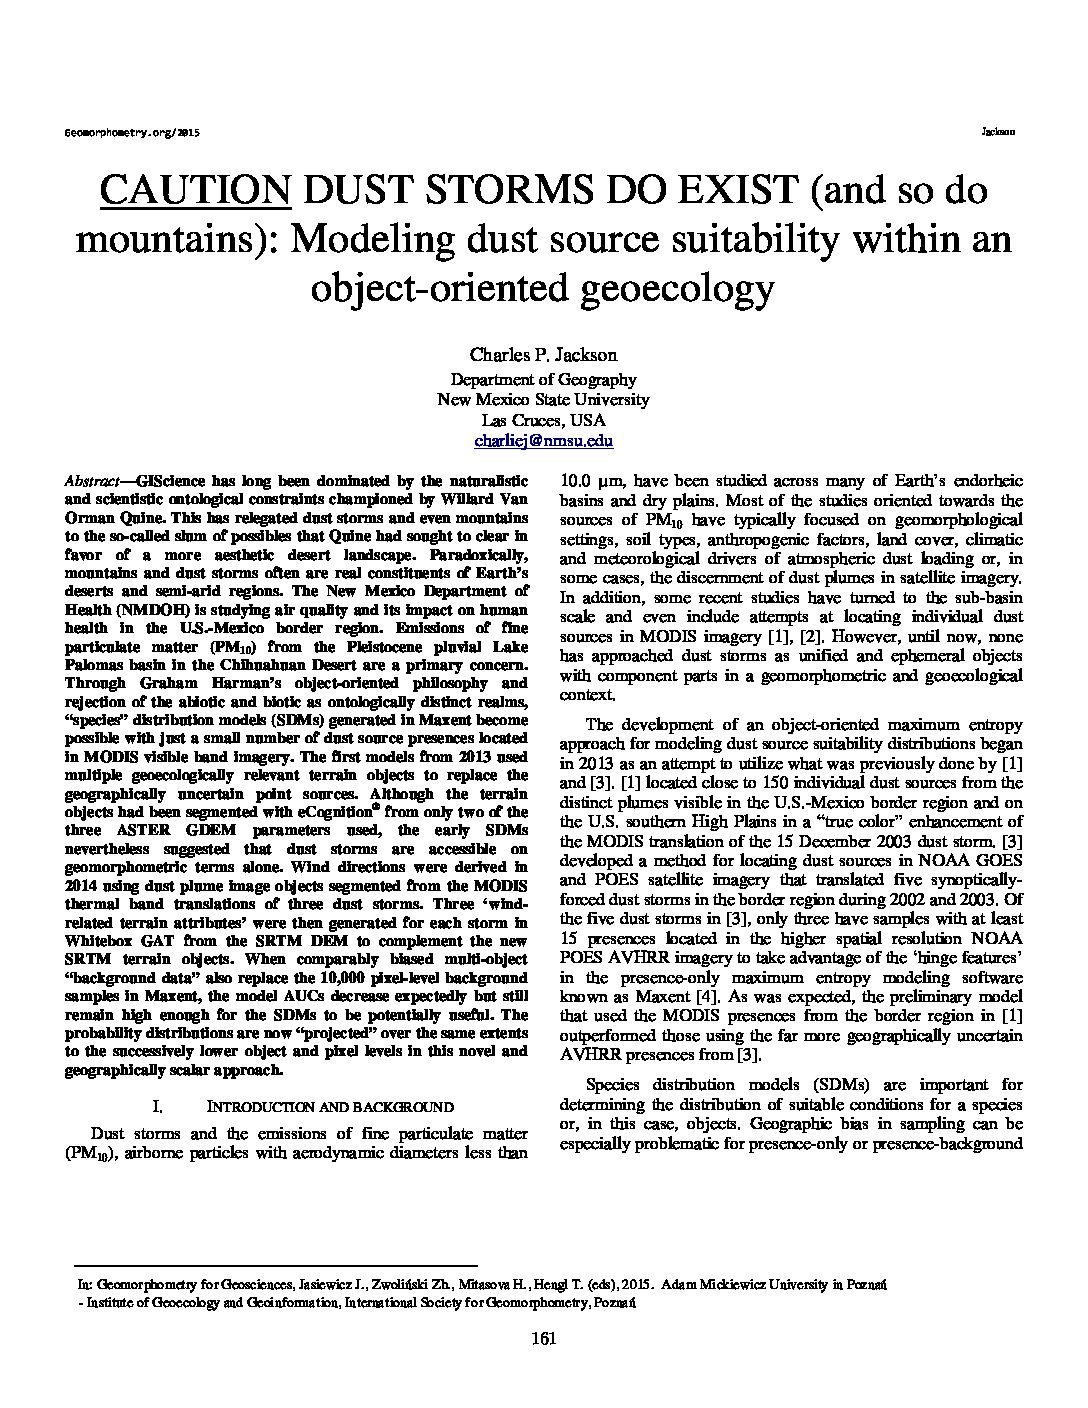 Geomorphometry.org/2015
Jackson
CAUTION DUST STORMS DO EXIST (and so do
mountains): Modeling dust source suitability within an
object-oriented geoecology
Charles P. Jackson
Department of Geography
New Mexico State University
Las Cruces, USA
charliej@nmsu.edu
Abstract—GIScience has long been dominated by the naturalistic
and scientistic ontological constraints championed by Willard Van
Orman Quine. This has relegated dust storms and even mountains
to the so-called slum of possibles that Quine had sought to clear in
favor of a more aesthetic desert landscape. Paradoxically,
mountains and dust storms often are real constituents of Earth's
deserts and semi-arid regions. The New Mexico Department of
Health (NMDOH) is studying air quality and its impact on human
health in the U.S.-Mexico border region. Emissions of fine
particulate matter (PM10) from the Pleistocene pluvial Lake
Palomas basin in the Chihuahuan Desert are a primary concern.
Through Graham Harman's object-oriented philosophy and
rejection of the abiotic and biotic as ontologically distinct realms,
“species” distribution models (SDMs) generated in Maxent become
possible with just a small number of dust source presences located
in MODIS visible band imagery. The first models from 2013 used
multiple geoecologically relevant terrain objects to replace the
geographically uncertain point sources. Although the terrain
objects had been segmented with eCognition® from only two of the
three ASTER GDEM parameters used, the early SDMs
nevertheless suggested that dust storms are accessible on
geomorphometric terms alone. Wind directions were derived in
2014 using dust plume image objects segmented from the MODIS
thermal band translations of three dust storms. Three ‘wind-
related terrain attributes’ were then generated for each storm in
Whitebox GAT from the SRTM DEM to complement the new
SRTM terrain objects. When comparably biased multi-object
“background data” also replace the 10,000 pixel-level background
samples in Maxent, the model AUCs decrease expectedly but still
remain high enough for the SDMs to be potentially useful. The
probability distributions are now “projected” over the same extents
to the successively lower object and pixel levels in this novel and
geographically scalar approach.
I. INTRODUCTION AND BACKGROUND
Dust storms and the emissions of fine particulate matter
(PM10), airborne particles with aerodynamic diameters less than
10.0 µm, have been studied across many of Earth's endorheic
basins and dry plains. Most of the studies oriented towards the
sources of PM10 have typically focused on geomorphological
settings, soil types, anthropogenic factors, land cover, climatic
and meteorological drivers of atmospheric dust loading or, in
some cases, the discernment of dust plumes in satellite imagery.
In addition, some recent studies have turned to the sub-basin
scale and even include attempts at locating individual dust
sources in MODIS imagery [1], [2]. However, until now, none
has approached dust storms as unified and ephemeral objects
with component parts in a geomorphometric and geoecological
context.
The development of an object-oriented maximum entropy
approach for modeling dust source suitability distributions began
in 2013 as an attempt to utilize what was previously done by [1]
and [3]. [1] located close to 150 individual dust sources from the
distinct plumes visible in the U.S.-Mexico border region and on
the U.S. southern High Plains in a “true color” enhancement of
the MODIS translation of the 15 December 2003 dust storm. [3]
developed a method for locating dust sources in NOAA GOES
and POES satellite imagery that translated five synoptically-
forced dust storms in the border region during 2002 and 2003. Of
the five dust storms in [3], only three have samples with at least
15 presences located in the higher spatial resolution NOAA
POES AVHRR imagery to take advantage of the ‘hinge features’
in the presence-only maximum entropy modeling software
known as Maxent [4]. As was expected, the preliminary model
that used the MODIS presences from the border region in [1]
outperformed those using the far more geographically uncertain
AVHRR presences from [3].
Species distribution models (SDMs) are important for
determining the distribution of suitable conditions for a species
or, in this case, objects. Geographic bias in sampling can be
especially problematic for presence-only or presence-background
In: Geomorphometry for Geosciences, Jasiewicz J., Zwoliński Zb., Mitasova H., Hengl T. (eds), 2015. Adam Mickiewicz University in Poznań
- Institute of Geoecology and Geoinformation, International Society for Geomorphometry, Poznań
161